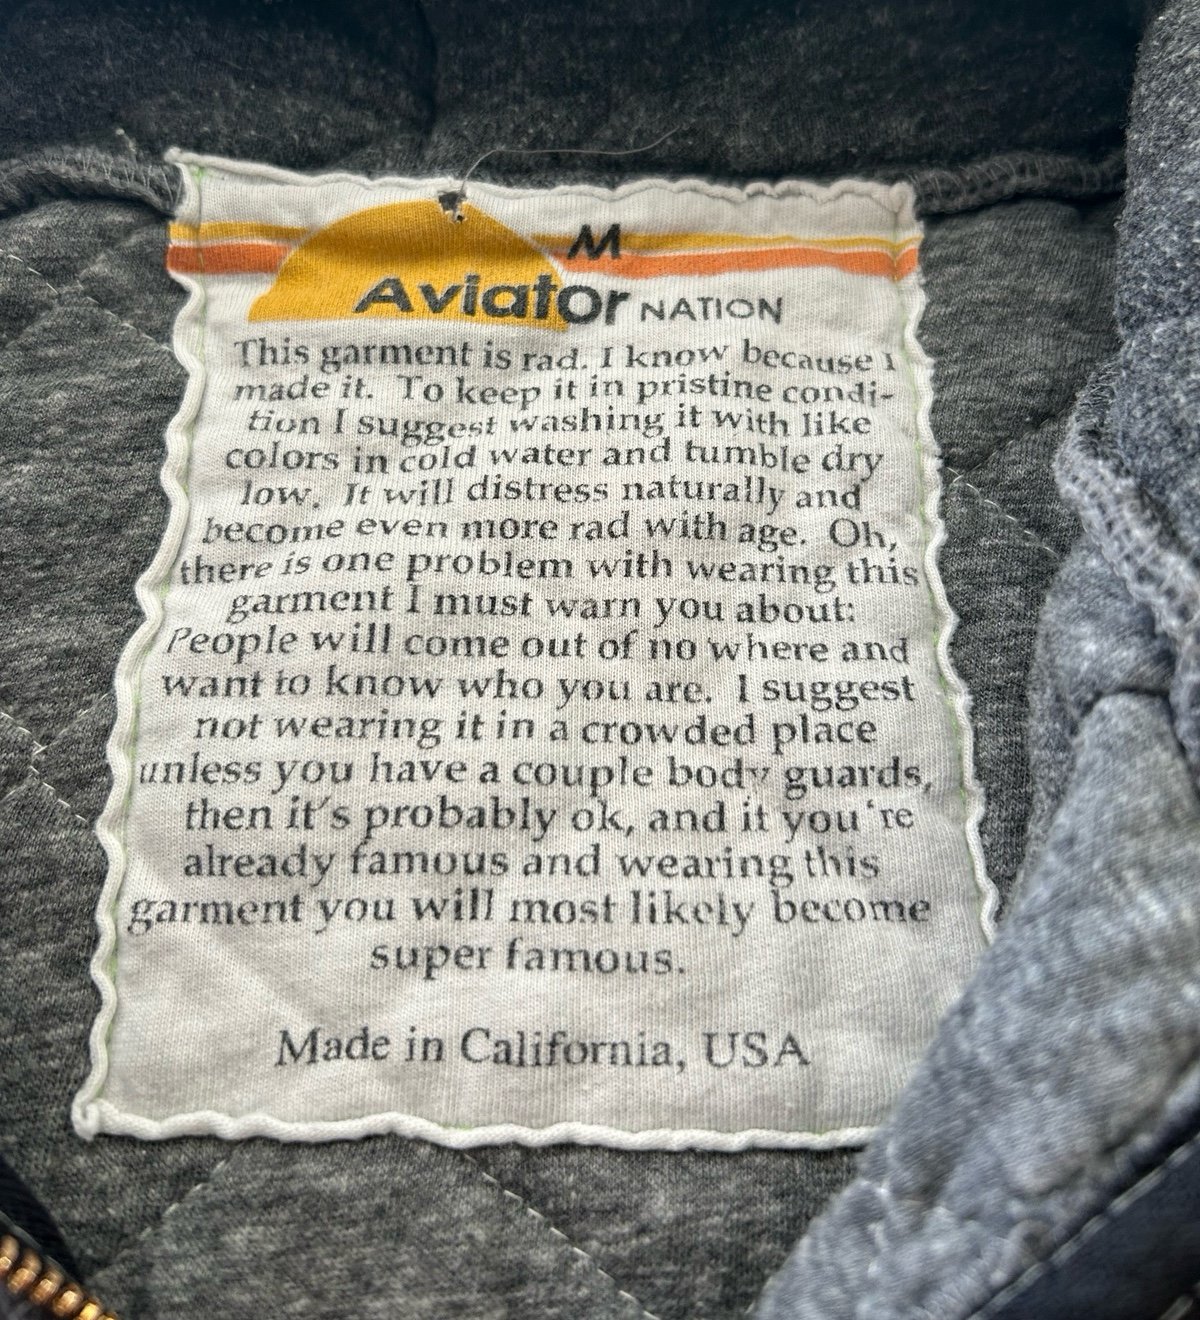 M
Aviator NATION
This garment is rad. I know because I
made it. To keep it in pristine condi-
tion I suggest washing it with like
colors in cold water and tumble dry
low. It will distress naturally and
become even more rad with age. Oh,
there is one problem with wearing this
garment I must warn you about:
People will come out of no where and
want to know who you are. I suggest
not wearing it in a crowded place
unless you have a couple body guards,
then it's probably ok, and if you're
already famous and wearing this
garment you will most likely become
super famous.
Made in California, USA